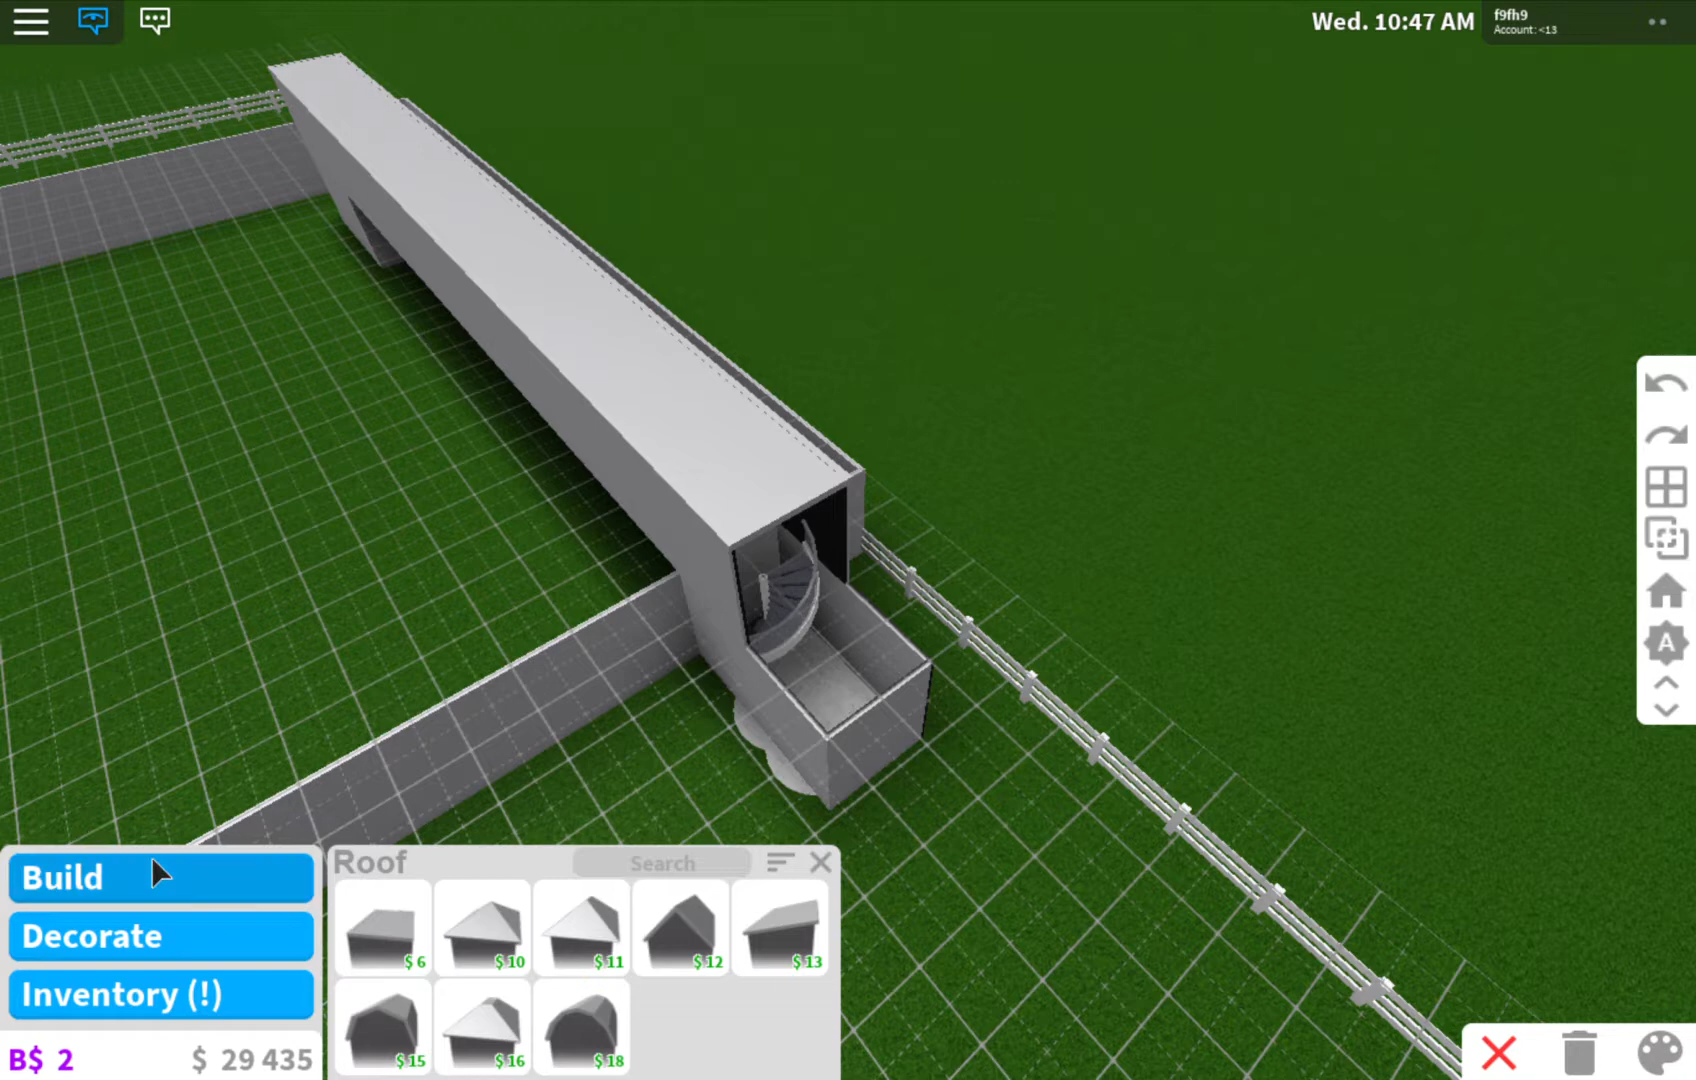 Wed. 10:47 AM
f9fh9
Account: <13
A
Build
Decorate
Inventory (!)
B$ 2
$ 29 435
Roof
Search
$ 6
$ 10
$ 11
$ 12
$ 13
$ 15
$ 16
$ 18